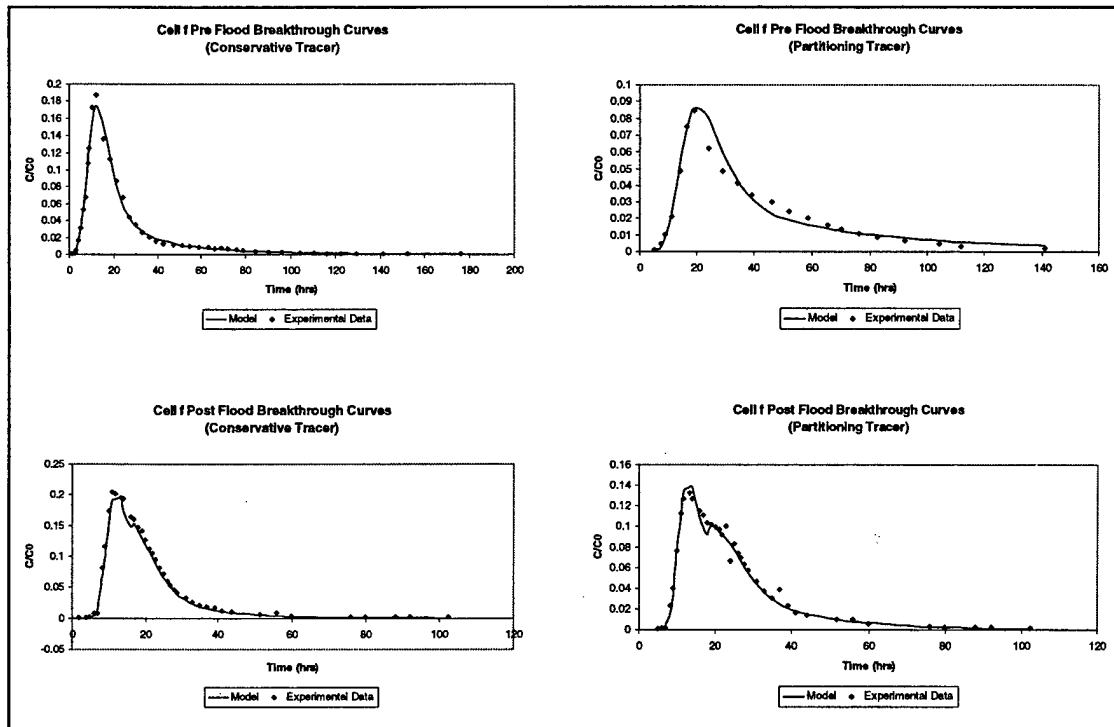 Cell f Pre Flood Breakthrough Curves
(Conservative Tracer)
0.2
0.18
0.16
0.14
0.12
0.1
0.08
0.06
0.04
0.02
0
C/C0
0 20 40 60 80 100 120 140 160 180 200
Time (hrs)
Model Experimental Data
Cell f Pre Flood Breakthrough Curves
(Partitioning Tracer)
0.1
0.09
0.08
0.07
0.06
0.05
0.04
0.03
0.02
0.01
0
C/C0
0 20 40 60 80 100 120 140 160
Time (hrs)
Model Experimental Data
Cell f Post Flood Breakthrough Curves
(Conservative Tracer)
0.25
0.2
0.15
0.1
0.05
0
-0.05
C/C0
0 20 40 60 80 100 120
Time (hrs)
Model Experimental Data
Cell f Post Flood Breakthrough Curves
(Partitioning Tracer)
0.16
0.14
0.12
0.1
0.08
0.06
0.04
0.02
0
C/C0
0 20 40 60 80 100 120
Time (hrs)
Model Experimental Data